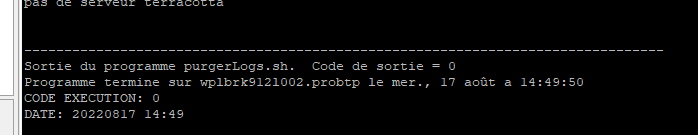 pas de serveur terracotta
--------------------------------------------------------------------------------
Sortie du programme purgerLogs.sh.  Code de sortie = 0
Programme termine sur wplbrk912l002.probtp le mer., 17 août a 14:49:50
CODE EXECUTION: 0
DATE: 20220817 14:49